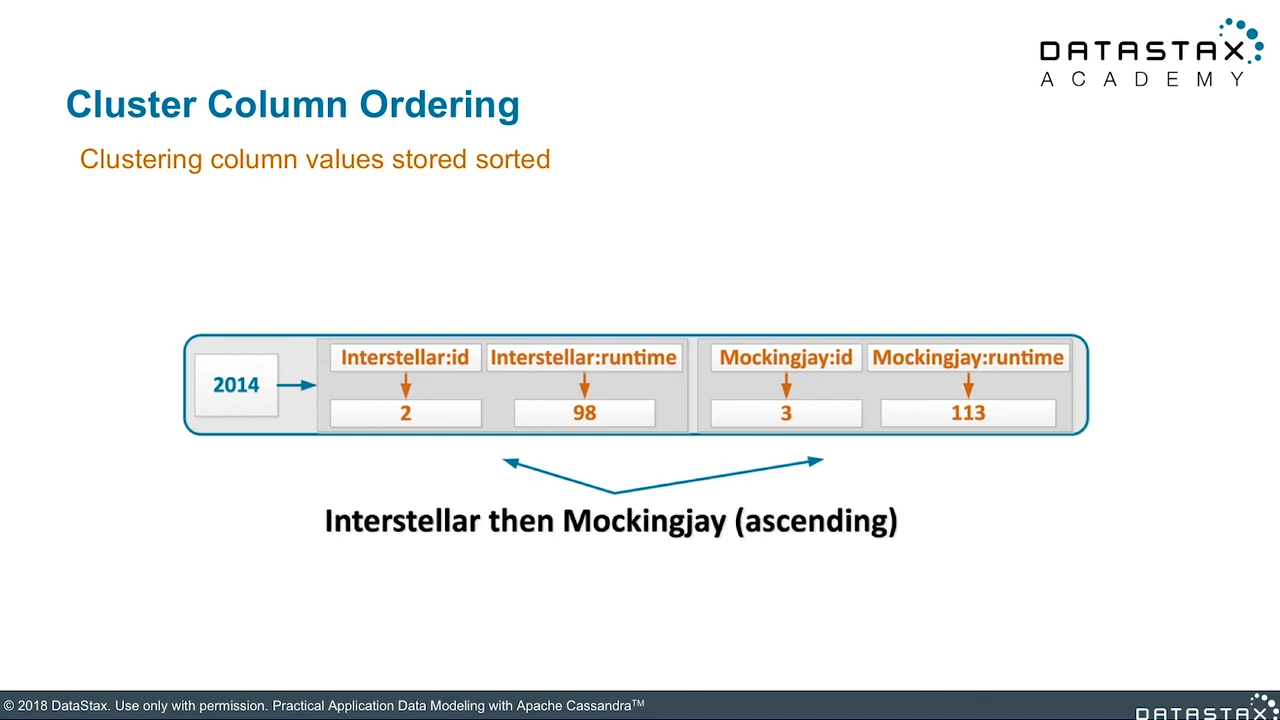 DATASTAX
ACADEMY
Cluster Column Ordering
Clustering column values stored sorted
2014
Interstellar:id
Interstellar:runtime
Mockingjay:id
Mockingjay:runtime
2
98
3
113
Interstellar then Mockingjay (ascending)
© 2018 DataStax. Use only with permission. Practical Application Data Modeling with Apache Cassandra™
DATASTAX